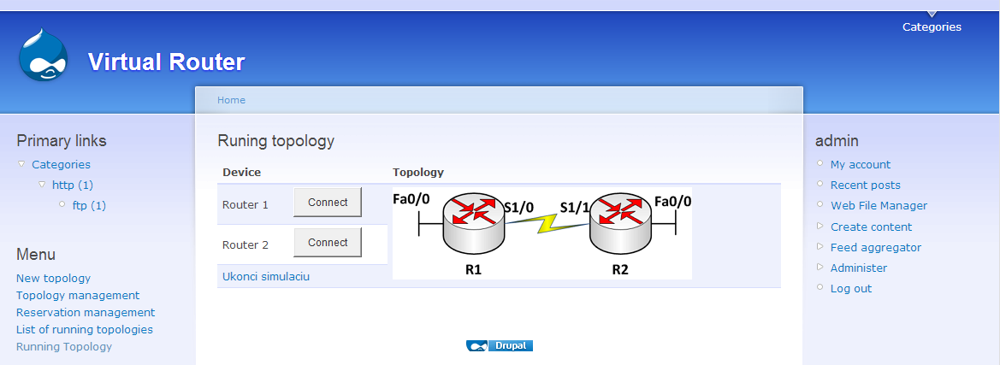 Categories
Virtual Router
Home
Primary links
Categories
http (1)
ftp (1)
Menu
New topology
Topology management
Reservation management
List of running topologies
Running Topology
Runing topology
Device Topology
Router 1 Connect
Router 2 Connect
Ukonci simulaciu
Fa0/0 S1/0 S1/1 Fa0/0
R1 R2
Drupal
admin
My account
Recent posts
Web File Manager
Create content
Feed aggregator
Administer
Log out